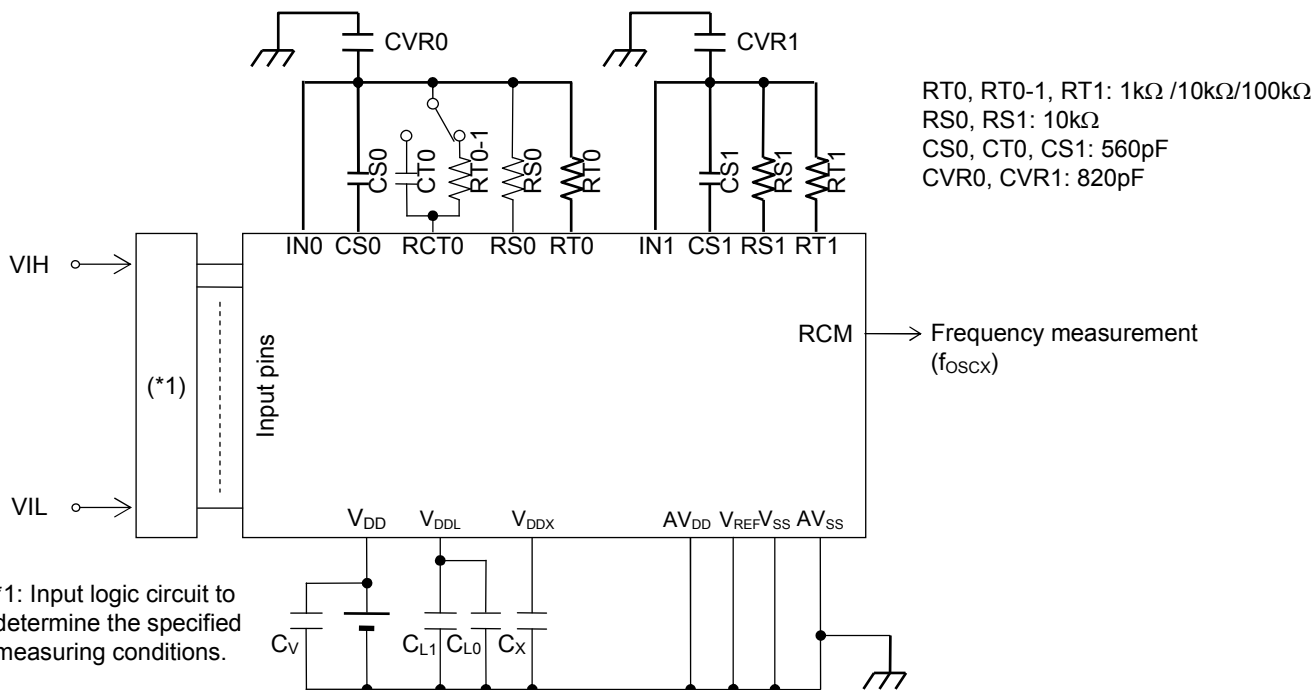 CVR0
CVR1
RT0, RT0-1, RT1: 1kΩ /10kΩ/100kΩ
RS0, RS1: 10kΩ
CS0, CT0, CS1: 560pF
CVR0, CVR1: 820pF
CS0
CT0
RT0-1
RS0
RT0
CS1
RS1
RT1
IN0 CS0 RCT0 RS0 RT0
IN1 CS1 RS1 RT1
VIH
(*1)
Input pins
RCM
Frequency measurement
(fOSCX)
VIL
VDD VDDL VDDX AVDD VREF VSS AVSS
*1: Input logic circuit to
determine the specified
measuring conditions.
CV
CL1
CL0
CX